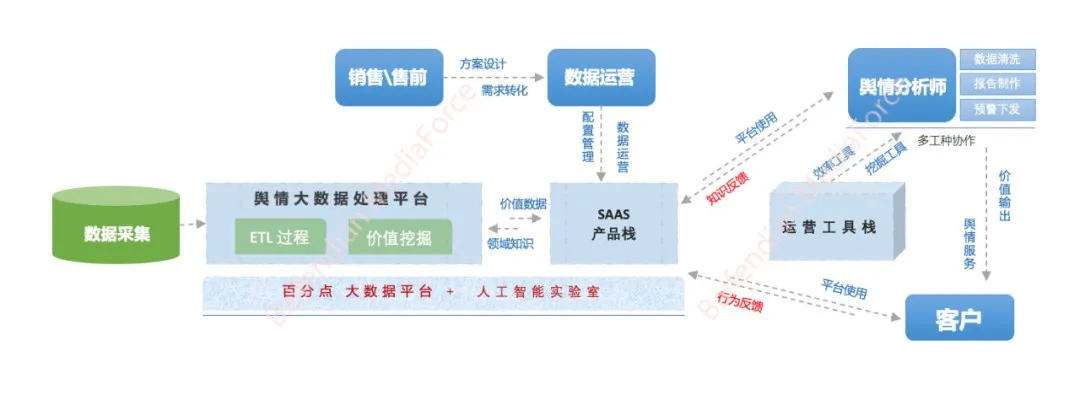 销售\售前
方案设计
需求转化
数据运营
舆情分析师
数据清洗
报告制作
预警下发
多工种协作
配置管理
数据运营
平台使用
知识反馈
效率工具
挖掘工具
价值输出
舆情服务
数据采集
舆情大数据处理平台
ETL 过程
价值挖掘
价值数据
领域知识
SAAS
产品栈
运营工具栈
百分点 大数据平台 + 人工智能实验室
平台使用
行为反馈
客户